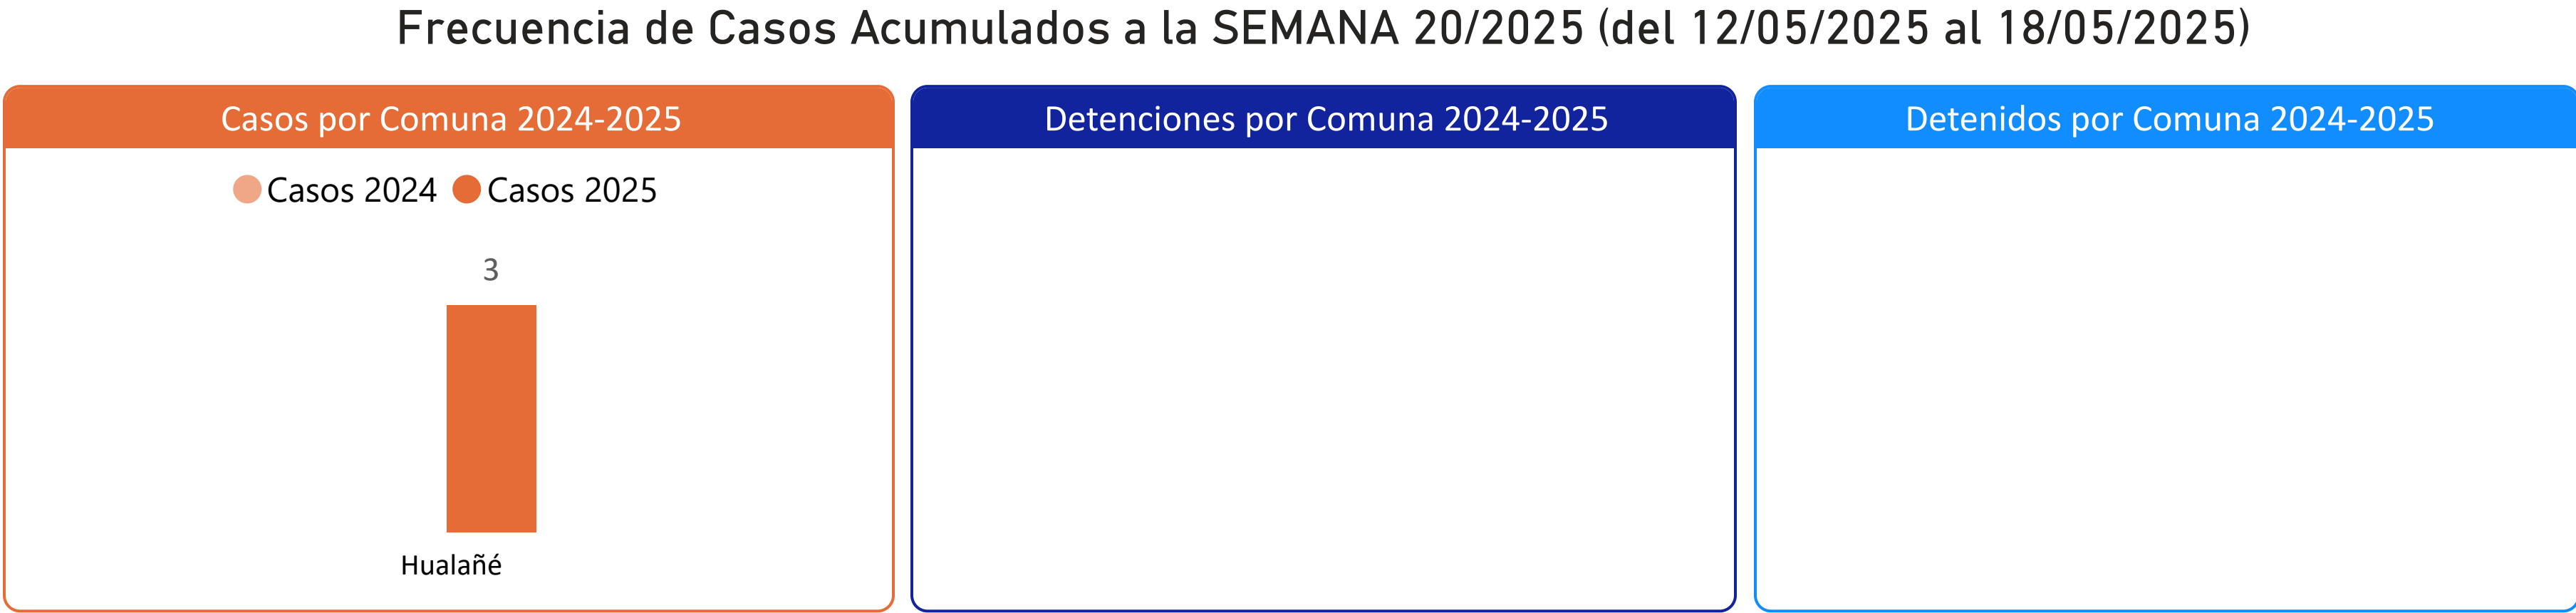 Frecuencia de Casos Acumulados a la SEMANA 20/2025 (del 12/05/2025 al 18/05/2025)
Casos por Comuna 2024-2025
Casos 2024 Casos 2025
3
Hualañé
Detenciones por Comuna 2024-2025
Detenidos por Comuna 2024-2025